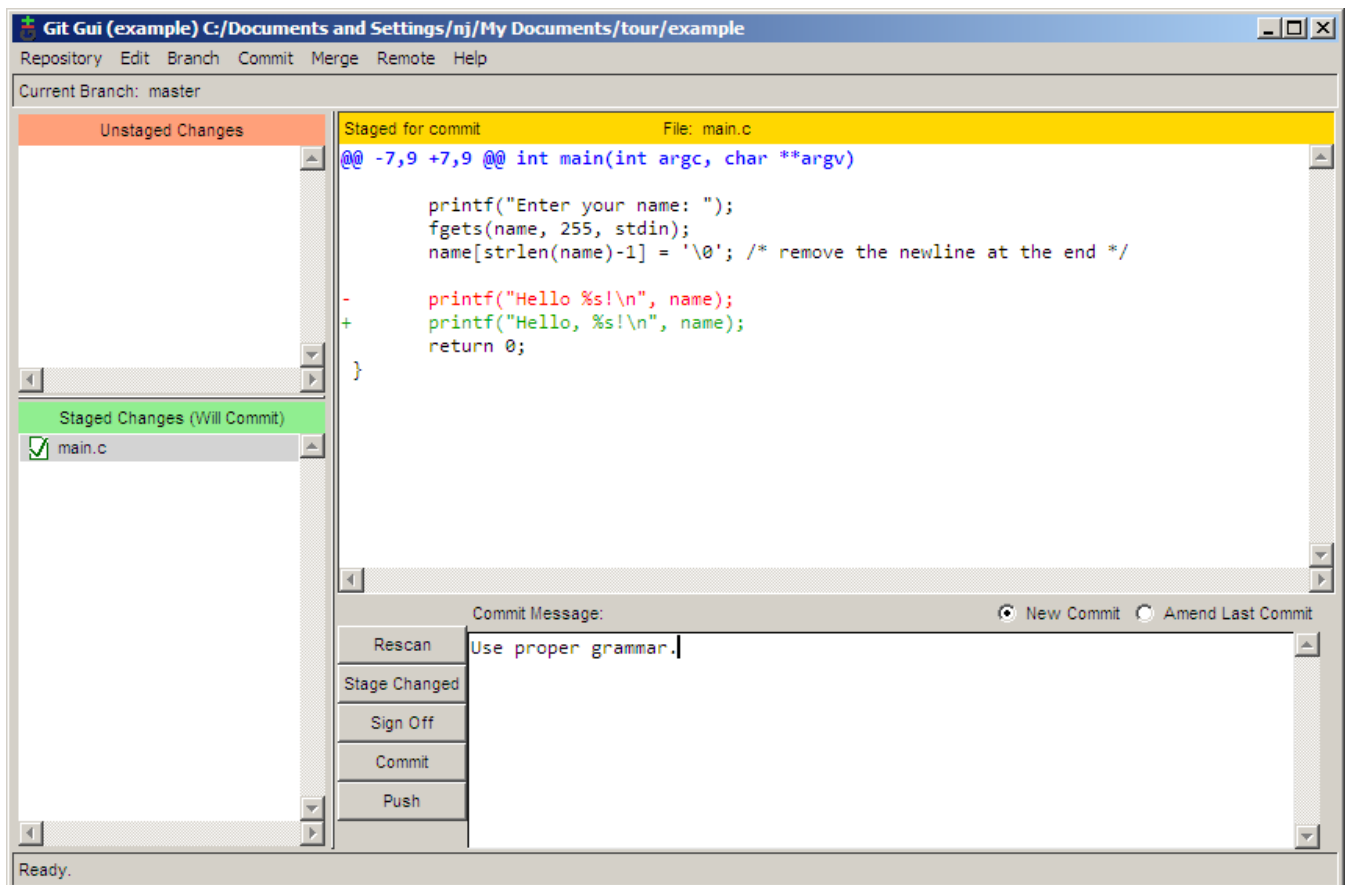 Git Gui (example) C:/Documents and Settings/nj/My Documents/tour/example
Repository Edit Branch Commit Merge Remote Help
Current Branch: master
Unstaged Changes
Staged for commit File: main.c
@@ -7,9 +7,9 @@ int main(int argc, char **argv)
printf("Enter your name: ");
fgets(name, 255, stdin);
name[strlen(name)-1] = '\0'; /* remove the newline at the end */
- printf("Hello %s!\n", name);
+ printf("Hello, %s!\n", name);
return 0;
}
Staged Changes (Will Commit)
main.c
Commit Message:
New Commit Amend Last Commit
Rescan
Stage Changed
Sign Off
Commit
Push
Use proper grammar.
Ready.